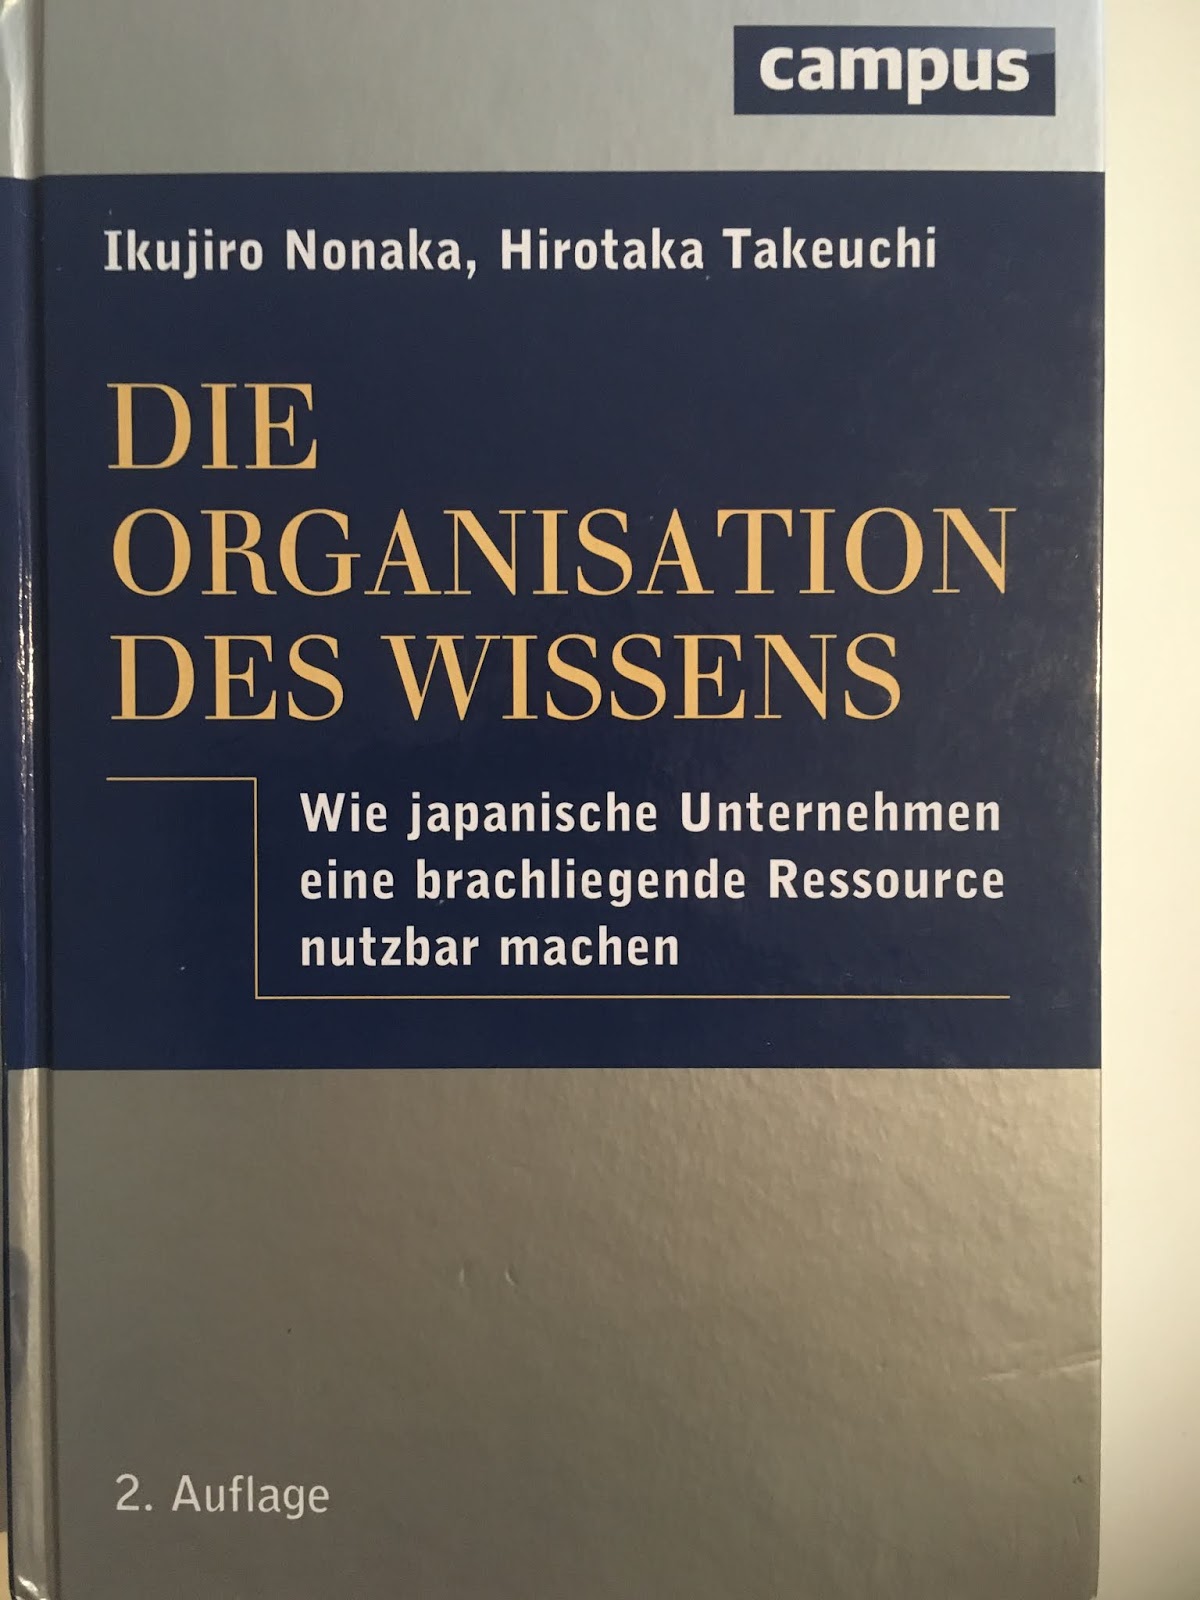 campus
Ikujiro Nonaka, Hirotaka Takeuchi
DIE
ORGANISATION
DES WISSENS
Wie japanische Unternehmen
eine brachliegende Ressource
nutzbar machen
2. Auflage